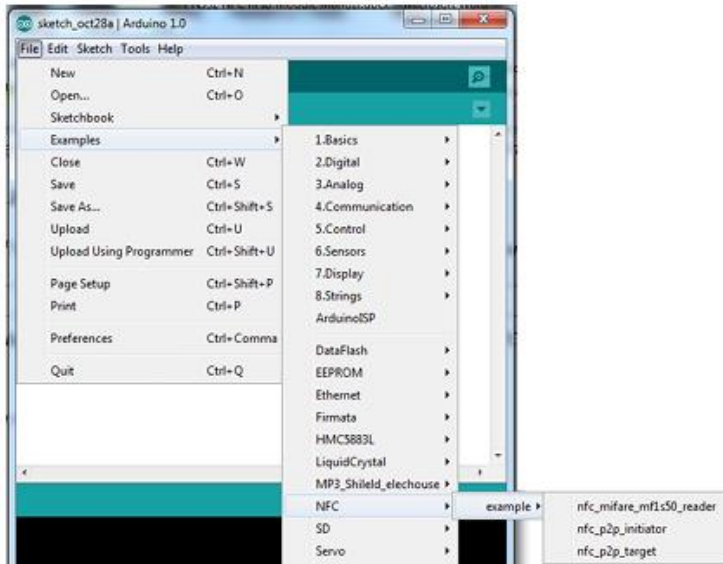 sketch_oct28a | Arduino 1.0
File Edit Sketch Tools Help
New Ctrl+N
Open... Ctrl+O
Sketchbook
Examples
Close Ctrl+W
Save Ctrl+S
Save As... Ctrl+Shift+S
Upload Ctrl+U
Upload Using Programmer Ctrl+Shift+U
Page Setup Ctrl+Shift+P
Print Ctrl+P
Preferences Ctrl+Comma
Quit Ctrl+Q
1.Basics
2.Digital
3.Analog
4.Communication
5.Control
6.Sensors
7.Display
8.Strings
ArduinoISP
DataFlash
EEPROM
Ethernet
Firmata
HMC5883L
LiquidCrystal
MP3_Shileld_elechouse
NFC
SD
Servo
example
nfc_mifare_mf1s50_reader
nfc_p2p_initiator
nfc_p2p_target